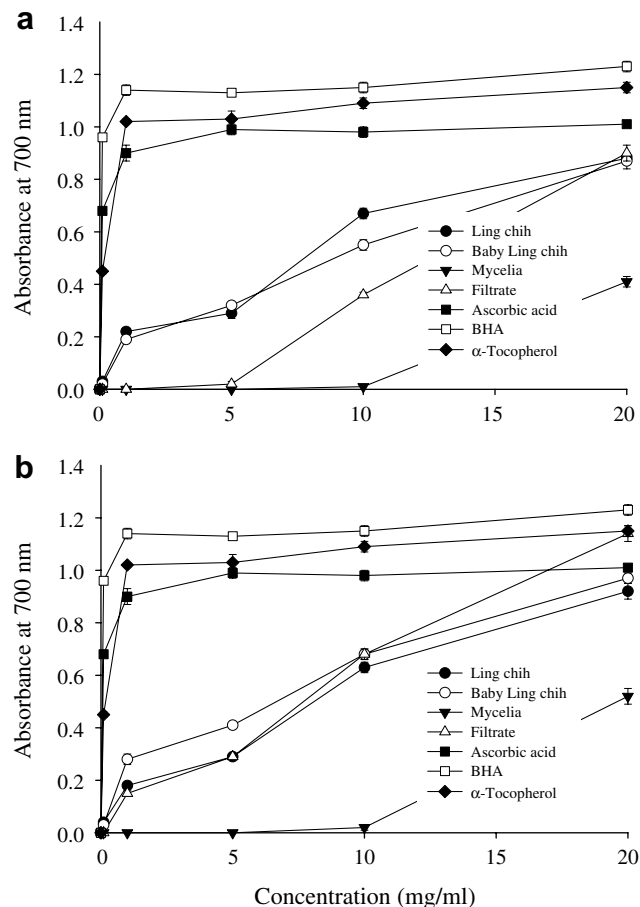 a
Absorbance at 700 nm
1.4
1.2
1.0
0.8
0.6
0.4
0.2
0.0
Ling chih
Baby Ling chih
Mycelia
Filtrate
Ascorbic acid
BHA
α-Tocopherol
0
5
10
15
20
b
Absorbance at 700 nm
1.4
1.2
1.0
0.8
0.6
0.4
0.2
0.0
Ling chih
Baby Ling chih
Mycelia
Filtrate
Ascorbic acid
BHA
α-Tocopherol
0
5
10
15
20
Concentration (mg/ml)